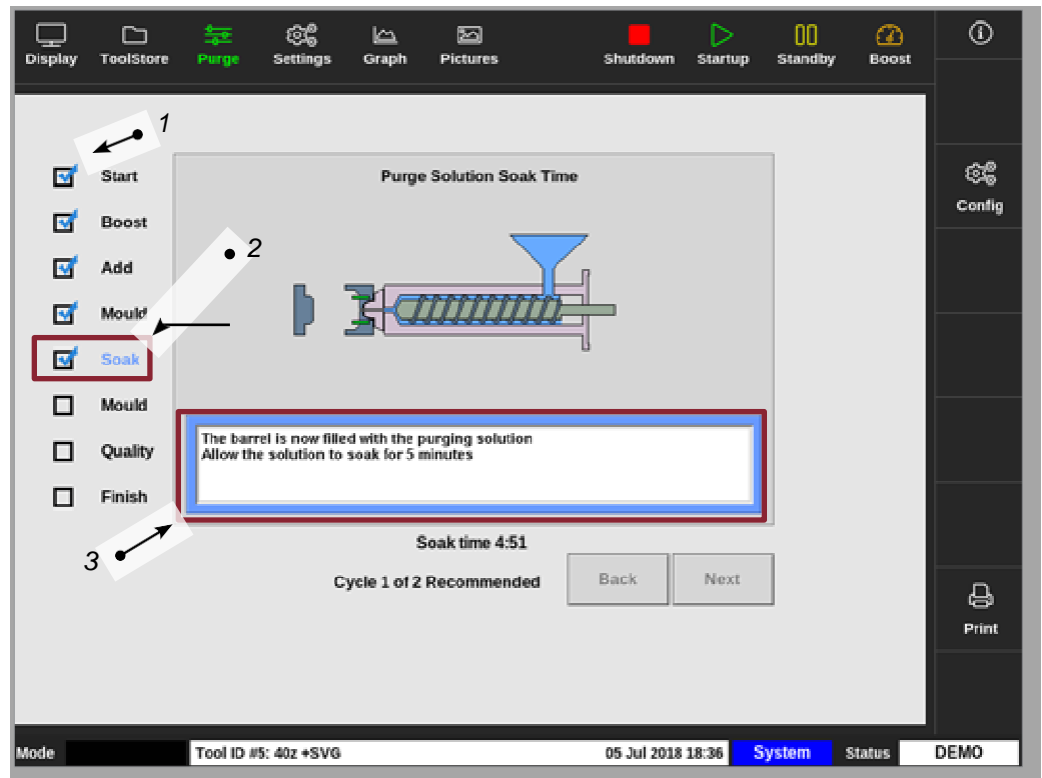 Display ToolStore Purge Settings Graph Pictures Shutdown Startup Standby Boost
1
Start
Purge Solution Soak Time
Config
Boost
2
Add
Mould
Soak
Mould
The barrel is now filled with the purging solution
Quality
Allow the solution to soak for 5 minutes
Finish
3
Soak time 4:51
Cycle 1 of 2 Recommended
Back
Next
Print
Mode
Tool ID #5: 40z +SVG
05 Jul 2018 18:36
System
Status
DEMO